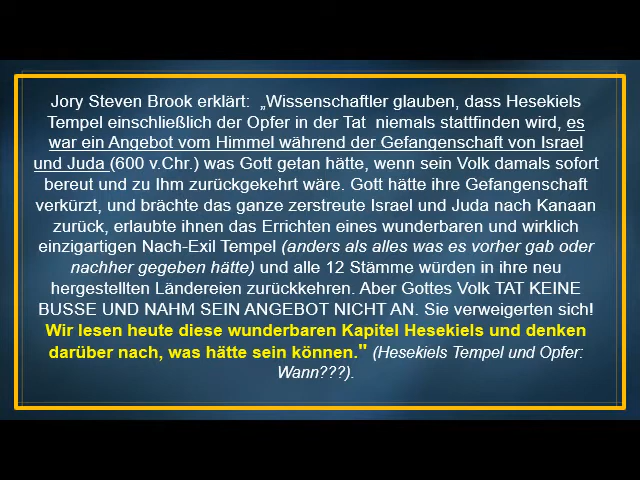 Jory Steven Brook erklärt: „Wissenschaftler glauben, dass Hesekiels
Tempel einschließlich der Opfer in der Tat niemals stattfinden wird, es
war ein Angebot vom Himmel während der Gefangenschaft von Israel
und Juda (600 v.Chr.) was Gott getan hätte, wenn sein Volk damals sofort
bereut und zu Ihm zurückgekehrt wäre. Gott hätte ihre Gefangenschaft
verkürzt, und brächte das ganze zerstreute Israel und Juda nach Kanaan
zurück, erlaubte ihnen das Errichten eines wunderbaren und wirklich
einzigartigen Nach-Exil Tempel (anders als alles was es vorher gab oder
nachher gegeben hätte) und alle 12 Stämme würden in ihre neu
hergestellten Ländereien zurückkehren. Aber Gottes Volk TAT KEINE
BUSSE UND NAHM SEIN ANGEBOT NICHT AN. Sie verweigerten sich!
Wir lesen heute diese wunderbaren Kapitel Hesekiels und denken
darüber nach, was hätte sein können." (Hesekiels Tempel und Opfer:
Wann???).